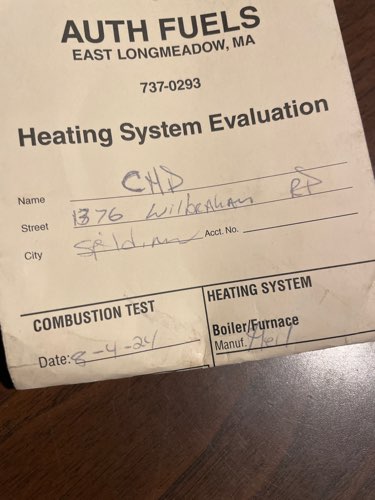 AUTH FUELS
EAST LONGMEADOW, MA
737-0293
Heating System Evaluation
Name CHD
Street 1376 Wilbraham RD
City
Acct. No.
COMBUSTION TEST
Date: 8-4-24
HEATING SYSTEM
Boiler/Furnace
Manuf. Heil